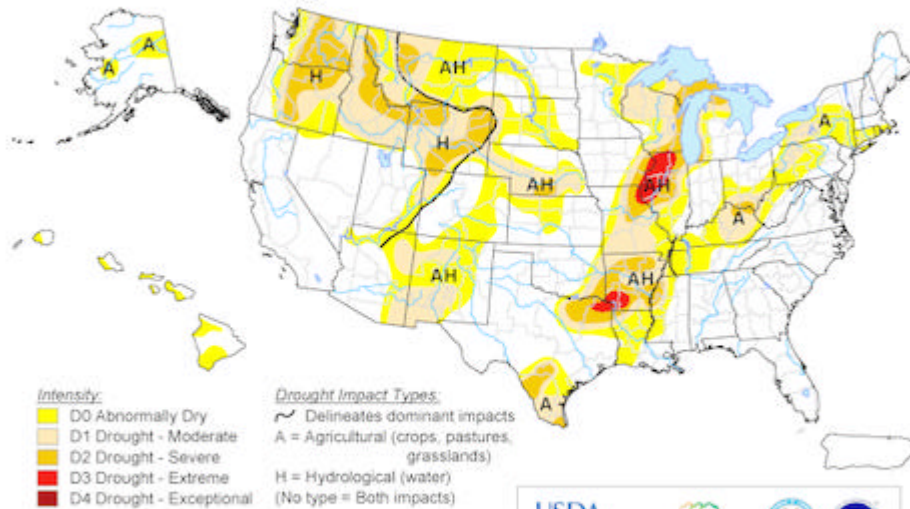 A
A
H
AH
H
AH
AH
AH
AH
A
A
A
Intensity:
D0 Abnormally Dry
D1 Drought - Moderate
D2 Drought - Severe
D3 Drought - Extreme
D4 Drought - Exceptional
Drought Impact Types:
Delineates dominant impacts
A = Agricultural (crops, pastures,
grasslands)
H = Hydrological (water)
(No type = Both impacts)
USDA